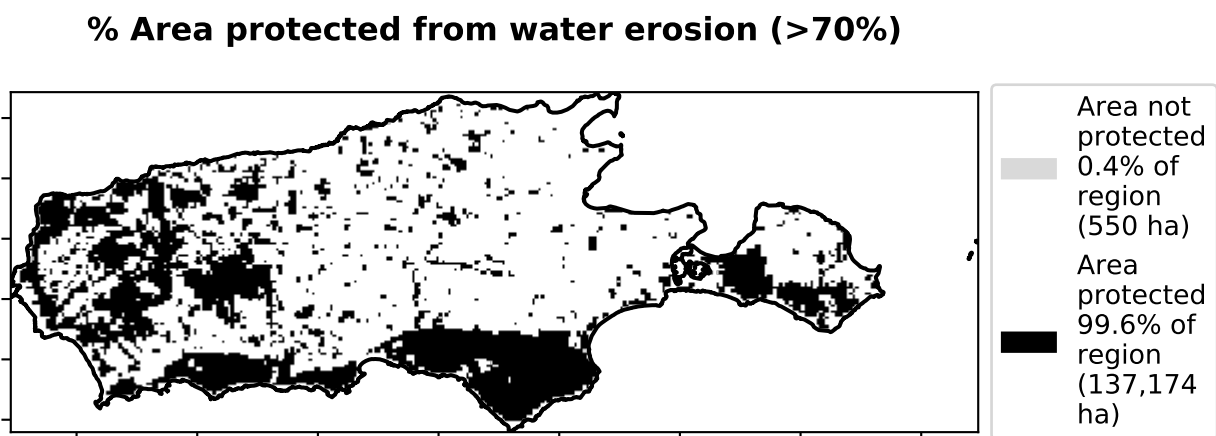 % Area protected from water erosion (>70%)
Area not
protected
0.4% of
region
(550 ha)
Area
protected
99.6% of
region
(137,174
ha)